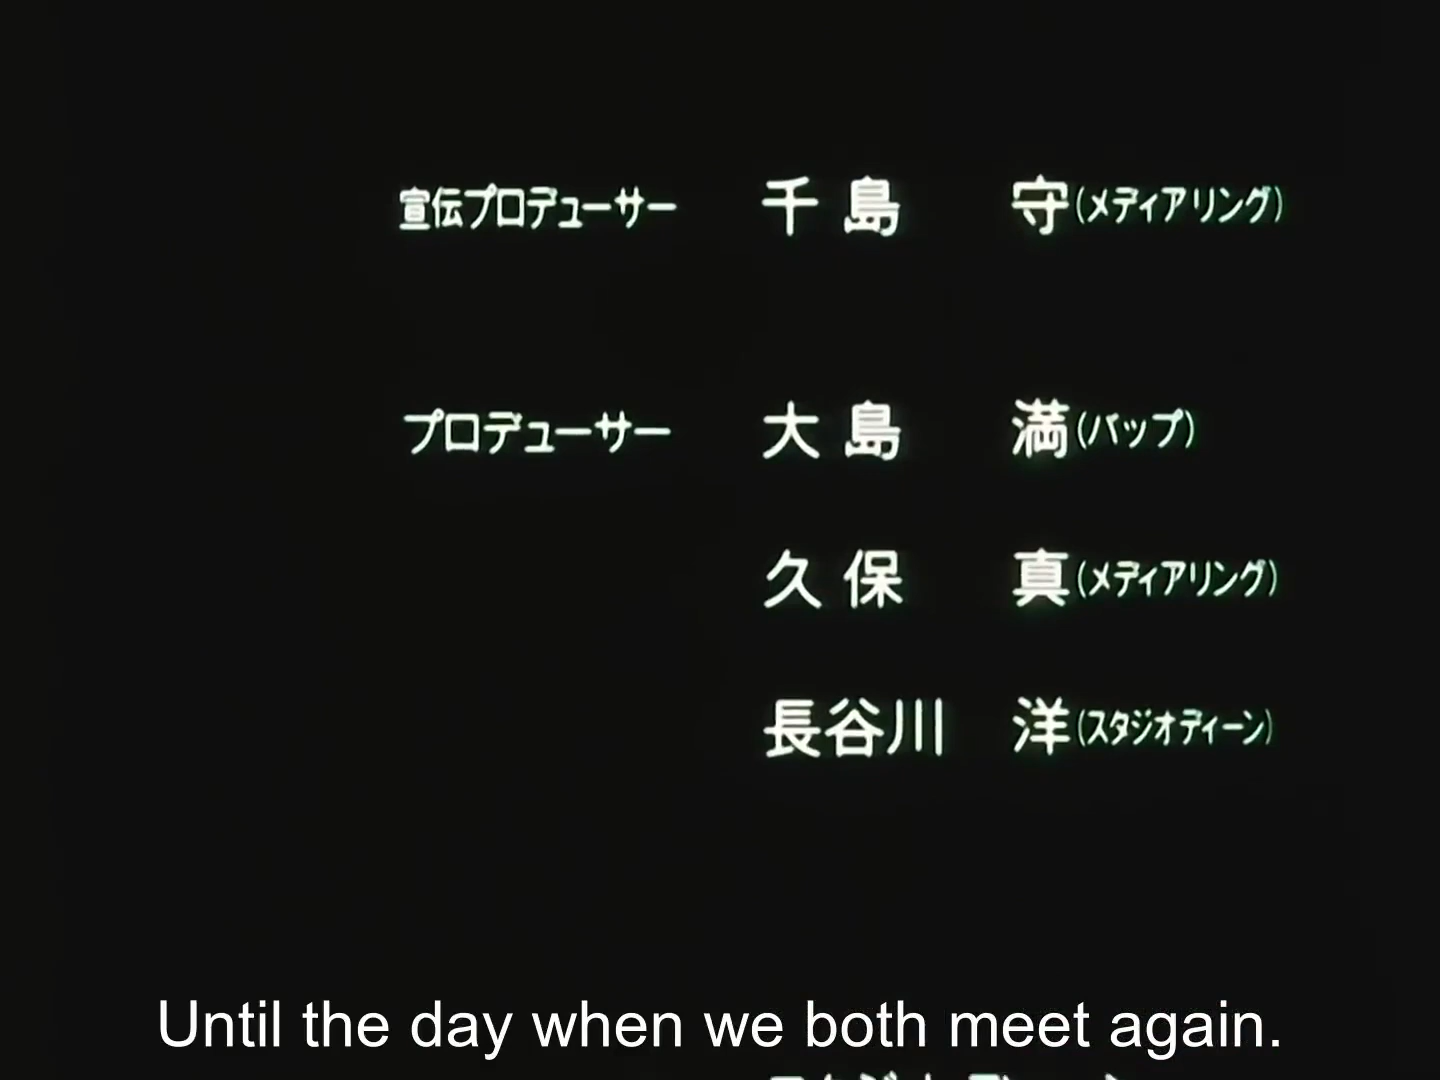 宣伝プロデューサー 千島 守(メディアリング)
プロデューサー 大島 満(バップ)
久保 真(メディアリング)
長谷川 洋(スタジオディーン)
Until the day when we both meet again.